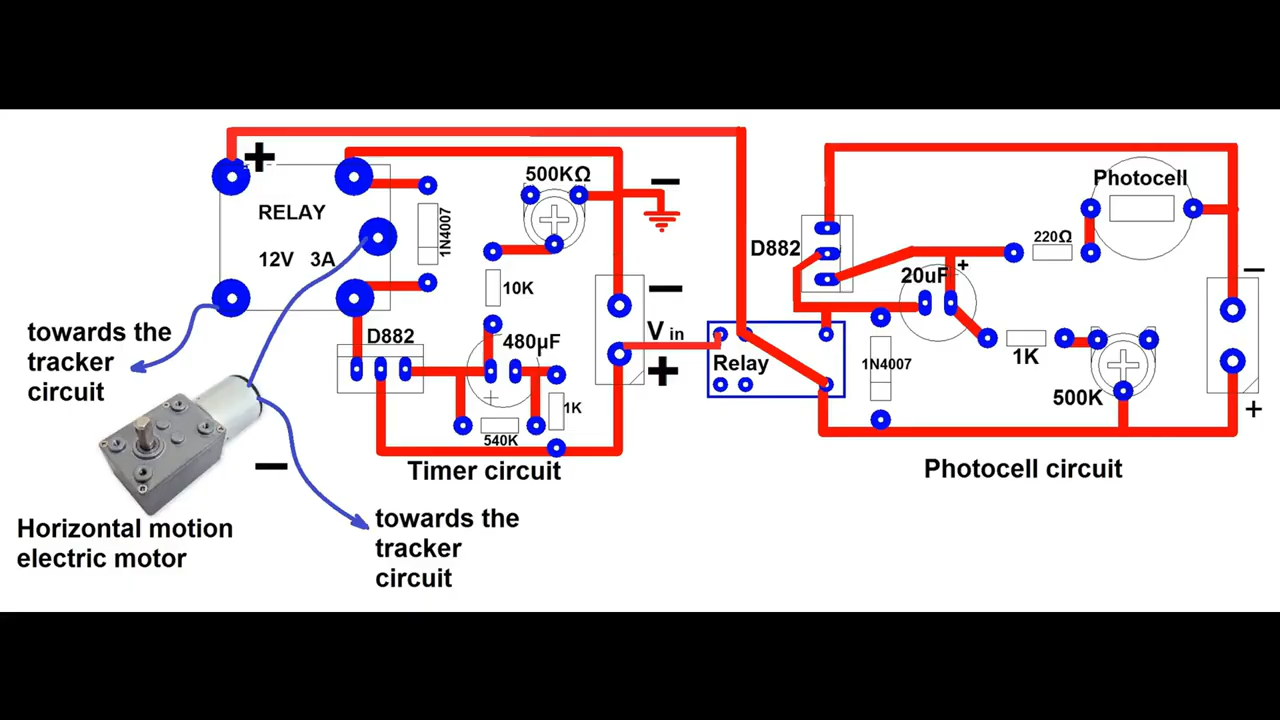 +
RELAY
12V 3A
1N4007
500KΩ
−
10K
D882
480µF
+
1K
540K
−
V in
+
Timer circuit
towards the
tracker
circuit
−
Horizontal motion
electric motor
towards the
tracker
circuit
Relay
D882
20uF
+
220Ω
Photocell
1N4007
1K
500K
−
+
Photocell circuit